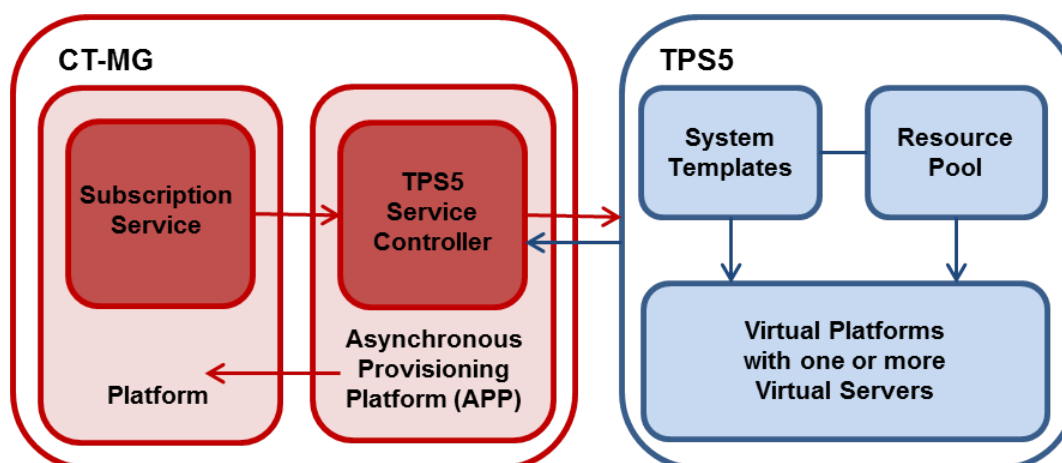 CT-MG
Subscription
Service
Platform
TPS5
Service
Controller
Asynchronous
Provisioning
Platform (APP)
TPS5
System
Templates
Resource
Pool
Virtual Platforms
with one or more
Virtual Servers